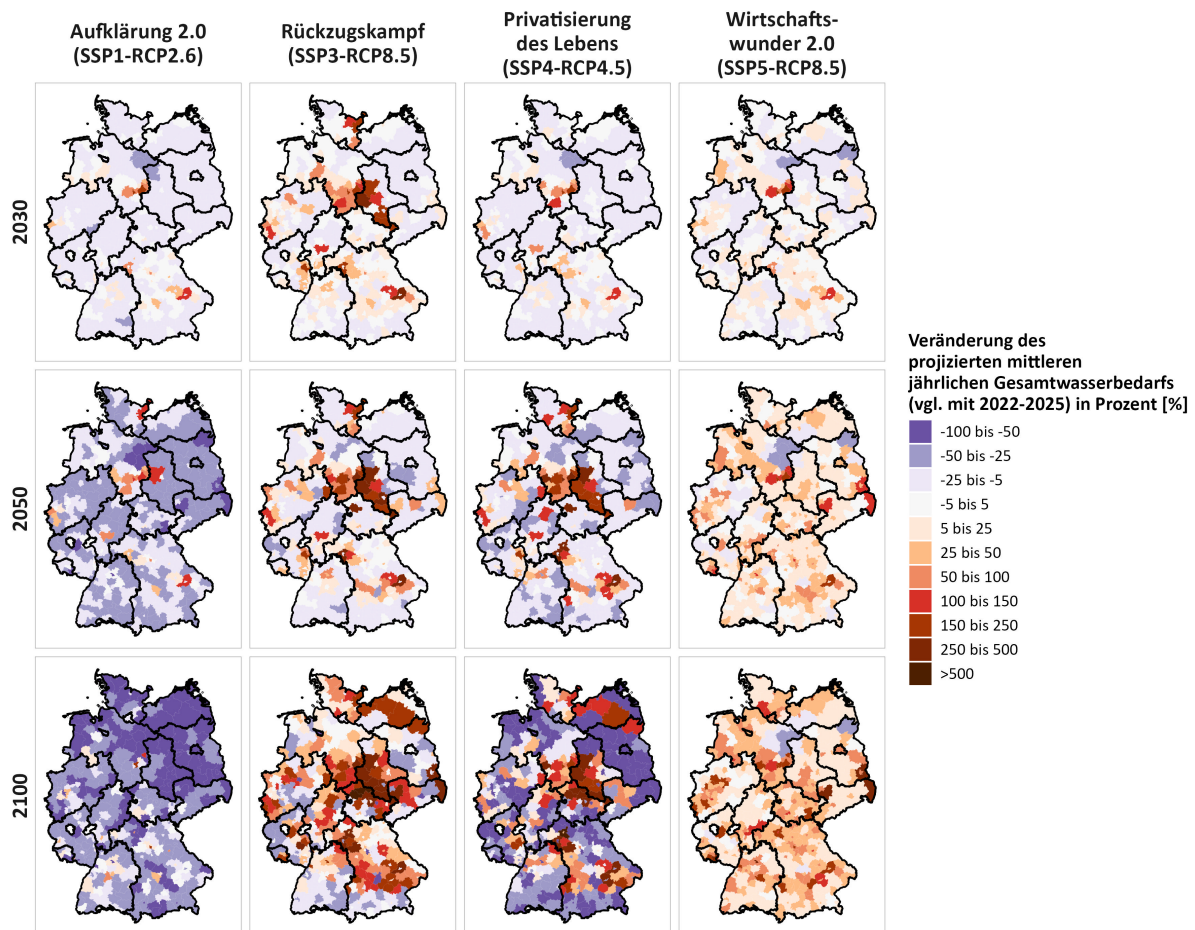 Aufklärung 2.0
(SSP1-RCP2.6)
Rückzugskampf
(SSP3-RCP8.5)
Privatisierung
des Lebens
(SSP4-RCP4.5)
Wirtschafts-
wunder 2.0
(SSP5-RCP8.5)
2030
2050
2100
Veränderung des
projizierten mittleren
jährlichen Gesamtwasserbedarfs
(vgl. mit 2022-2025) in Prozent [%]
-100 bis -50
-50 bis -25
-25 bis -5
-5 bis 5
5 bis 25
25 bis 50
50 bis 100
100 bis 150
150 bis 250
250 bis 500
>500